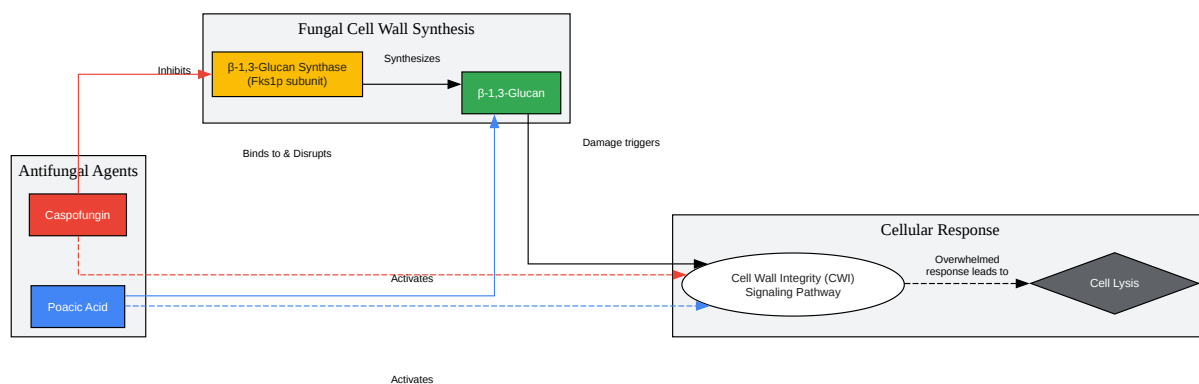 Fungal Cell Wall Synthesis
β-1,3-Glucan Synthase
(Fks1p subunit)
Synthesizes
β-1,3-Glucan
Inhibits
Binds to & Disrupts
Damage triggers
Antifungal Agents
Caspofungin
Poacic Acid
Activates
Cellular Response
Cell Wall Integrity (CWI)
Signaling Pathway
Overwhelmed
response leads to
Cell Lysis
Activates